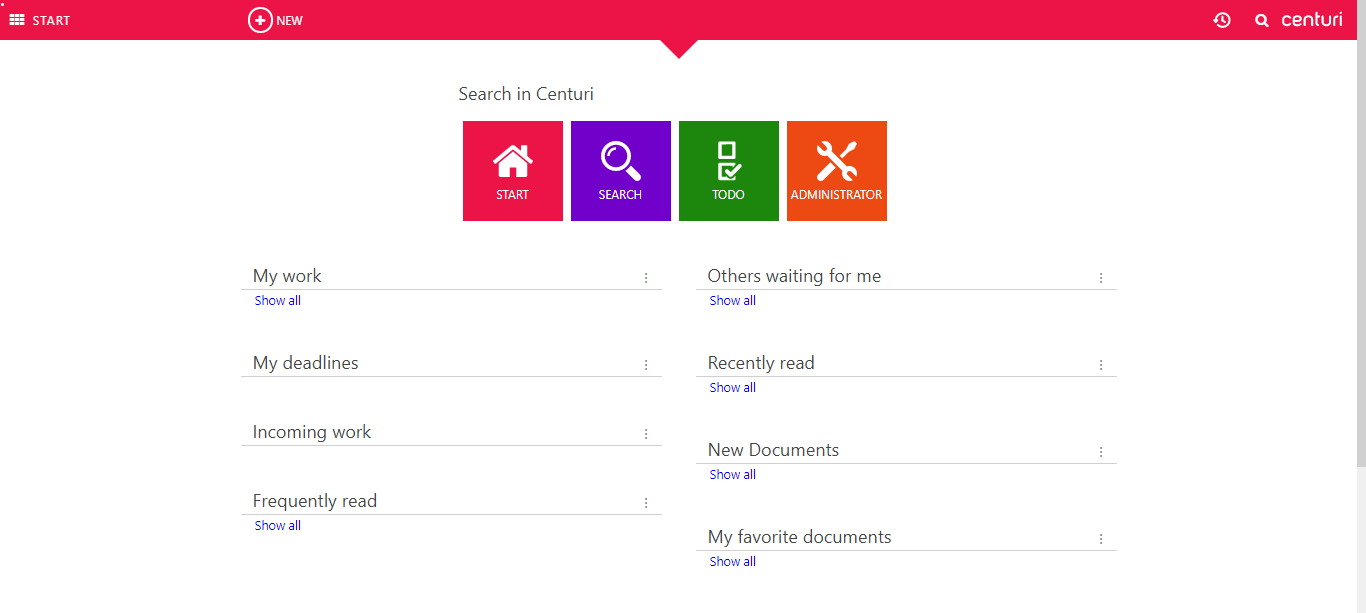 START
NEW
centuri
Search in Centuri
START
SEARCH
TODO
ADMINISTRATOR
My work
Show all
My deadlines
Incoming work
Frequently read
Show all
Others waiting for me
Show all
Recently read
Show all
New Documents
Show all
My favorite documents
Show all